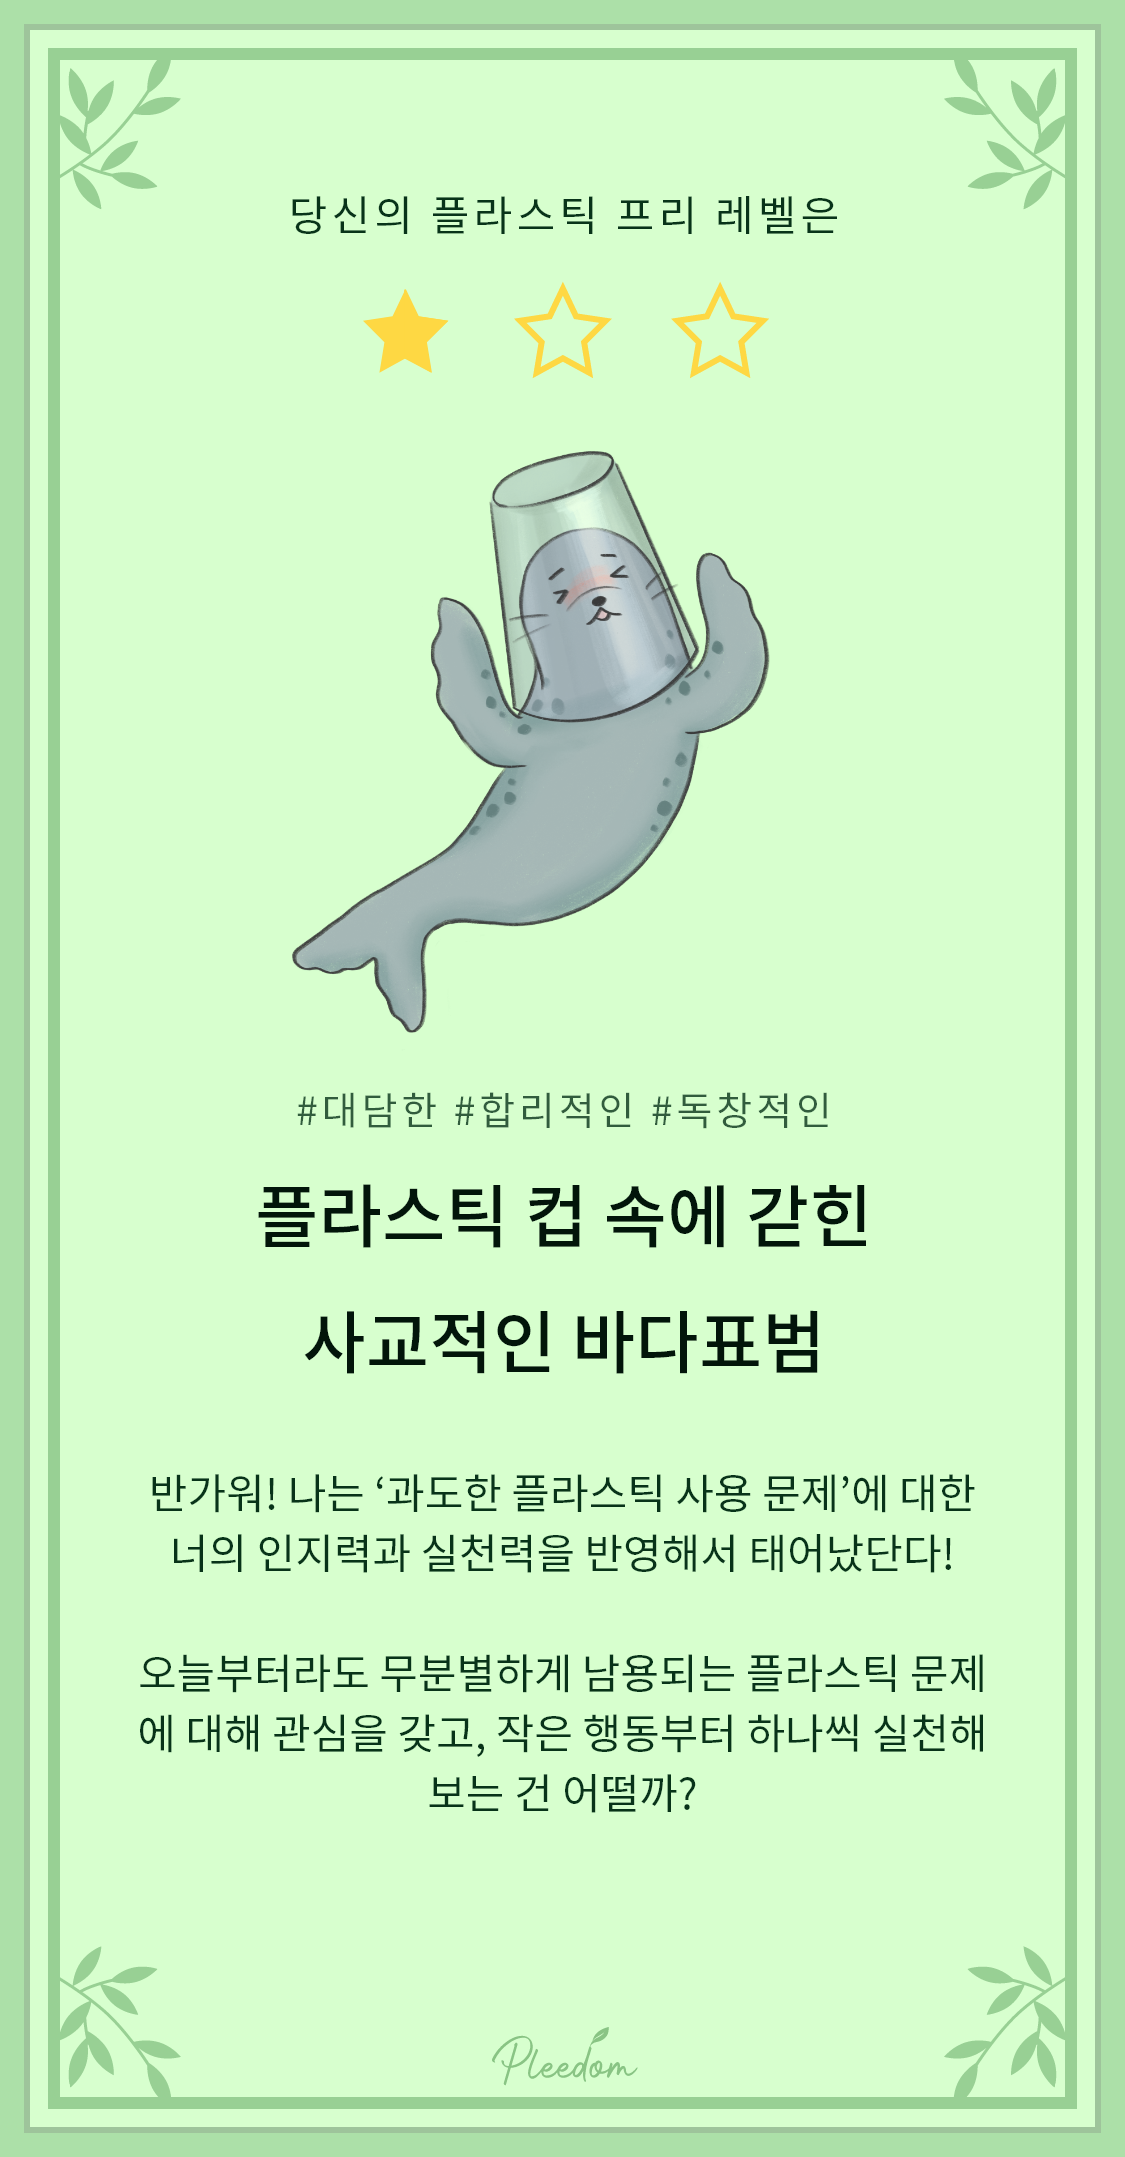 당신의 플라스틱 프리 레벨은
#대담한 #합리적인 #독창적인
플라스틱 컵 속에 갇힌
사교적인 바다표범
반가워! 나는 ‘과도한 플라스틱 사용 문제’에 대한
너의 인지력과 실천력을 반영해서 태어났단다!
오늘부터라도 무분별하게 남용되는 플라스틱 문제
에 대해 관심을 갖고, 작은 행동부터 하나씩 실천해
보는 건 어떨까?
Pleedom